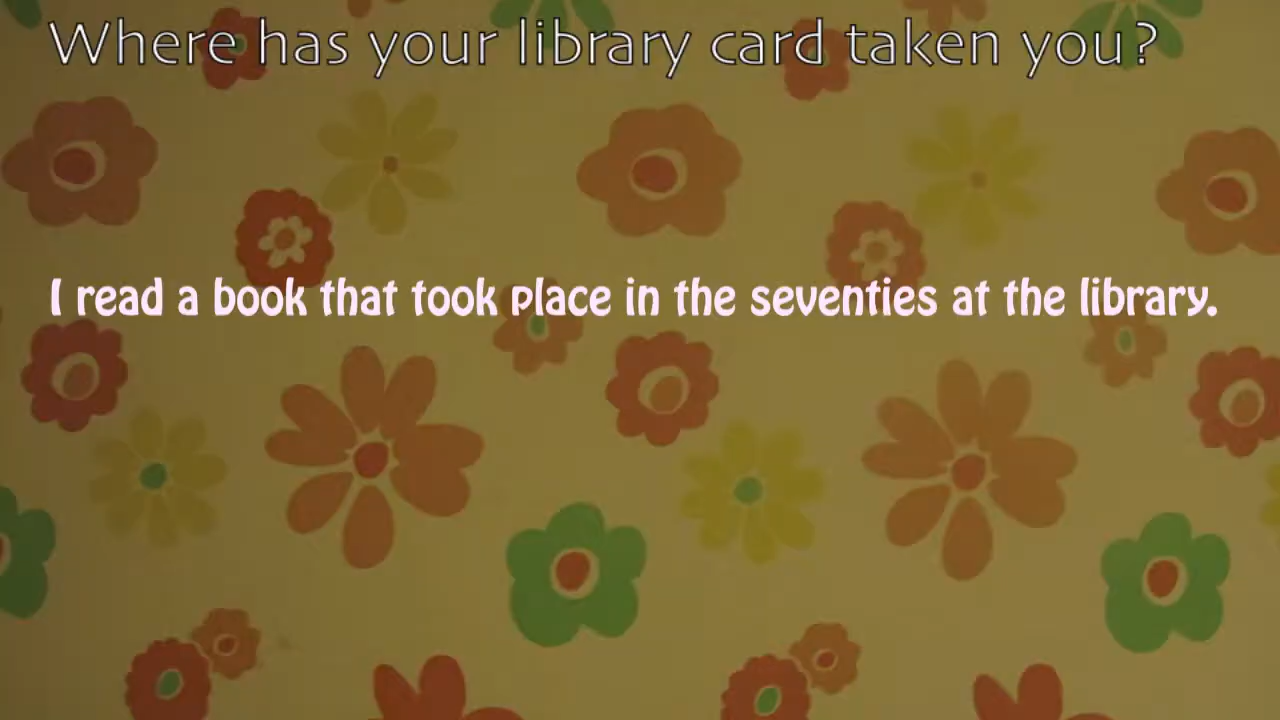 Where has your library card taken you?
I read a book that took place in the seventies at the library.